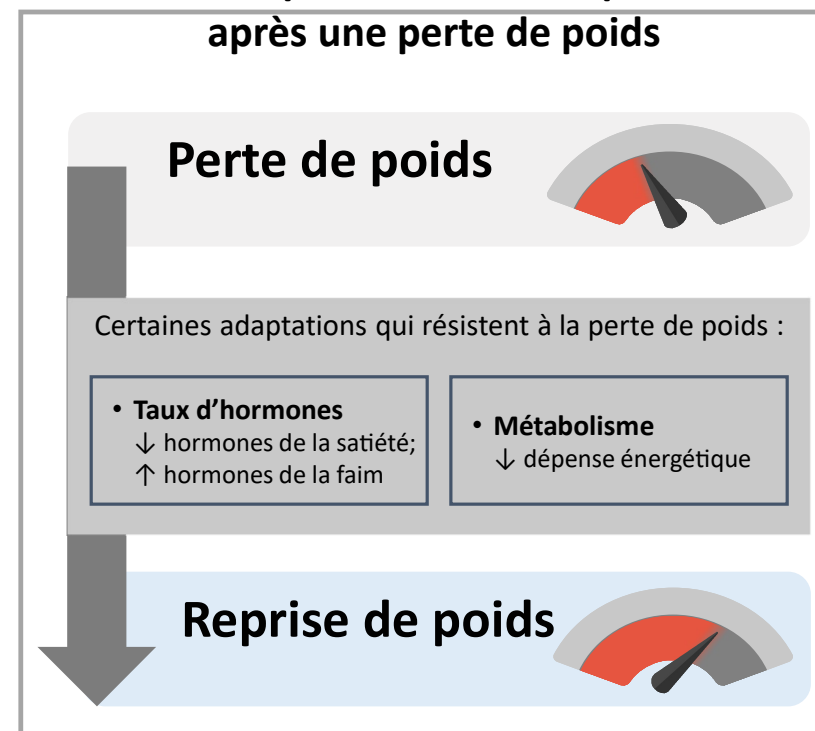 après une perte de poids
Perte de poids
Certaines adaptations qui résistent à la perte de poids :
• Taux d’hormones
↓ hormones de la satiété;
↑ hormones de la faim
• Métabolisme
↓ dépense énergétique
Reprise de poids